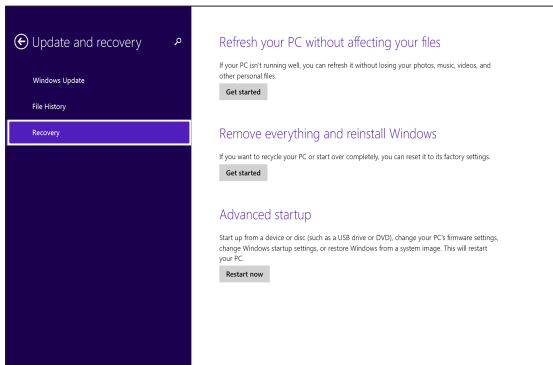 Update and recovery
Windows Update
File History
Recovery
Refresh your PC without affecting your files
If your PC isn't running well, you can refresh it without losing your photos, music, videos, and
other personal files.
Get started
Remove everything and reinstall Windows
If you want to recycle your PC or start over completely, you can reset it to its factory settings.
Get started
Advanced startup
Start up from a device or disc (such as a USB drive or DVD), change your PC's firmware settings,
change Windows startup settings, or restore Windows from a system image. This will restart
your PC.
Restart now